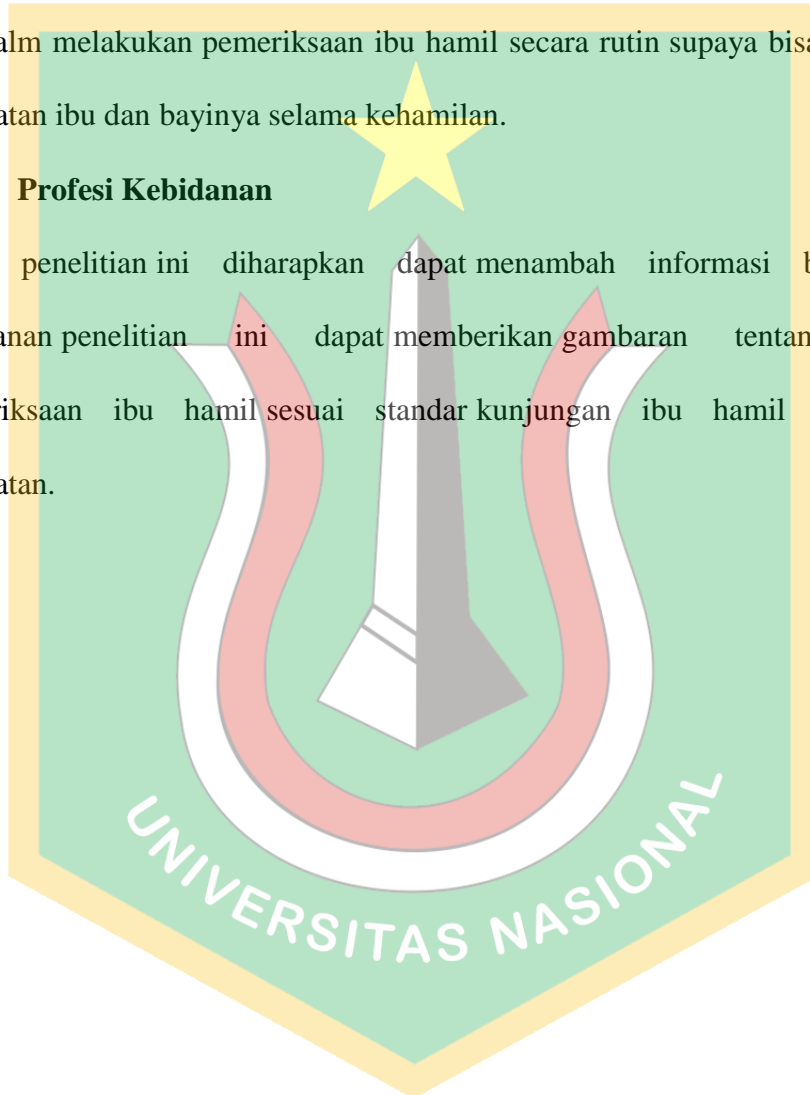 alm melakukan pemeriksaan ibu hamil secara rutin supaya bisa
atan ibu dan bayinya selama kehamilan.
Profesi Kebidanan
penelitian ini diharapkan dapat menambah informasi b
anan penelitian ini dapat memberikan gambaran tentan
riksaan ibu hamil sesuai standar kunjungan ibu hamil
atan.
UNIVERSITAS NASIONAL